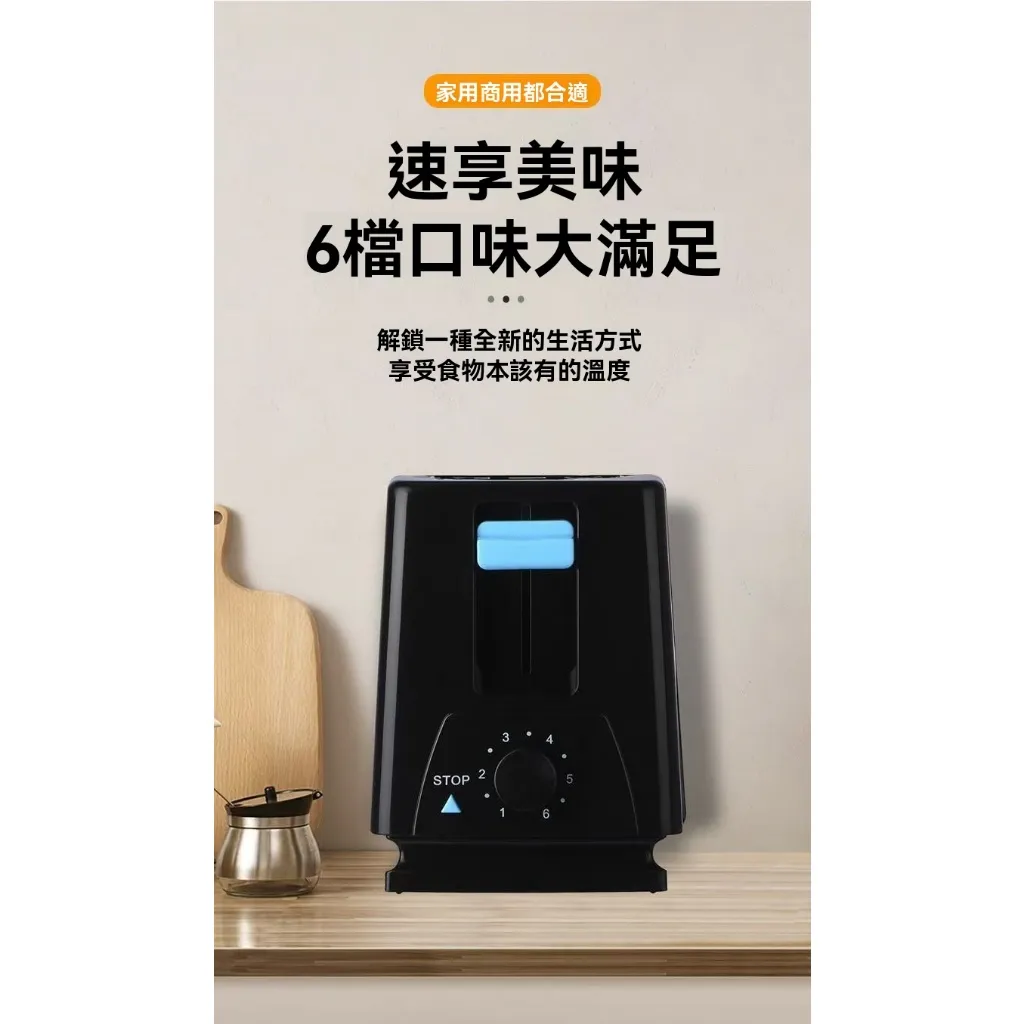 家用商用都合適
速享美味
6檔口味大滿足
解鎖一種全新的生活方式
享受食物本該有的溫度
3 4
STOP 2 5
1 6